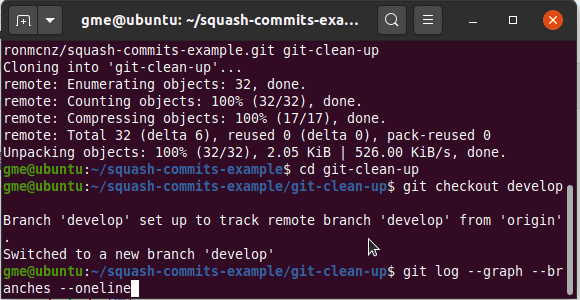 gme@ubuntu: ~/squash-commits-exa...
ronmcnz/squash-commits-example.git git-clean-up
Cloning into 'git-clean-up'...
remote: Enumerating objects: 32, done.
remote: Counting objects: 100% (32/32), done.
remote: Compressing objects: 100% (17/17), done.
remote: Total 32 (delta 6), reused 0 (delta 0), pack-reused 0
Unpacking objects: 100% (32/32), 2.05 KiB | 526.00 KiB/s, done.
gme@ubuntu:~/squash-commits-example$ cd git-clean-up
gme@ubuntu:~/squash-commits-example/git-clean-up$ git checkout develop
Branch 'develop' set up to track remote branch 'develop' from 'origin'
.
Switched to a new branch 'develop'
gme@ubuntu:~/squash-commits-example/git-clean-up$ git log --graph --br
anches --oneline